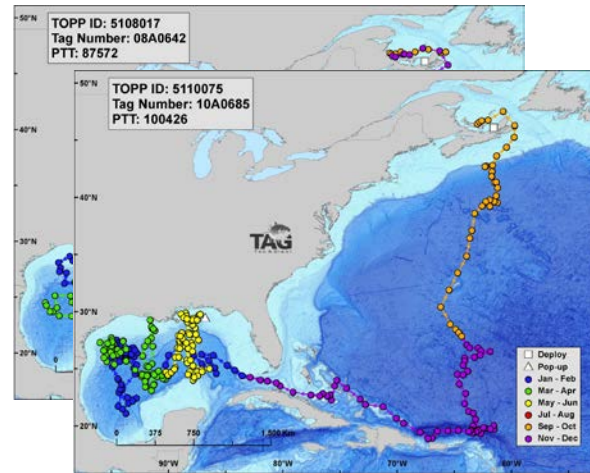 TOPP ID: 5108017
Tag Number: 08A0642
PTT: 87572
TOPP ID: 5110075
Tag Number: 10A0685
PTT: 100426
50°N
50°N
40°N
40°N
30°N
30°N
20°N
20°N
TAG
Deploy
Pop-up
Jan - Feb
Mar - Apr
May - Jun
Jul - Aug
Sep - Oct
Nov - Dec
0
0 375 750 1,500 Km
90°W 80°W 70°W 60°W